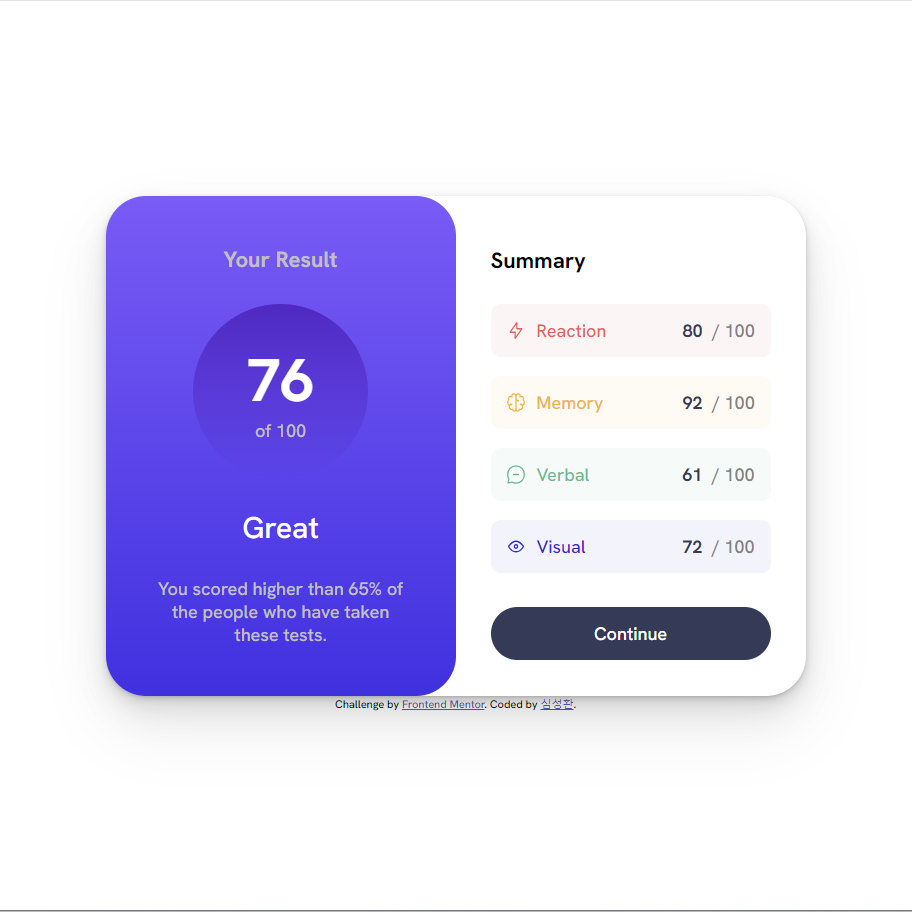 Your Result
76
of 100
Great
You scored higher than 65% of
the people who have taken
these tests.
Summary
Reaction 80 / 100
Memory 92 / 100
Verbal 61 / 100
Visual 72 / 100
Continue
Challenge by Frontend Mentor. Coded by 심성환.